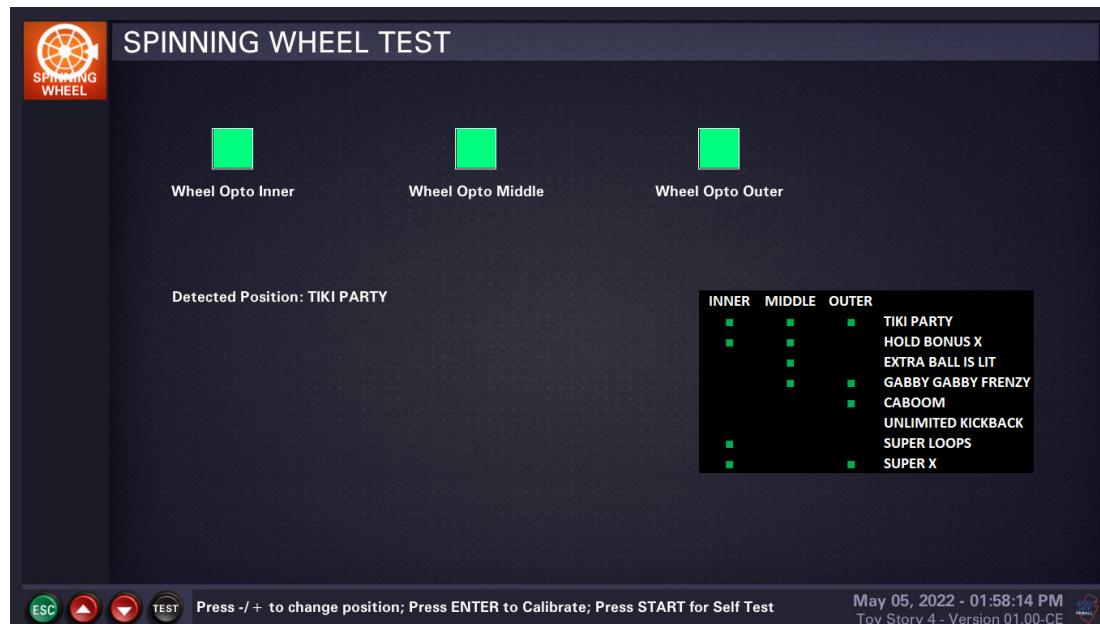 SPINNING WHEEL TEST
SPINNING
WHEEL
Wheel Opto Inner Wheel Opto Middle Wheel Opto Outer
Detected Position: TIKI PARTY
INNER MIDDLE OUTER
TIKI PARTY
HOLD BONUS X
EXTRA BALL IS LIT
GABBY GABBY FRENZY
CABOOM
UNLIMITED KICKBACK
SUPER LOOPS
SUPER X
ESC TEST Press -/+ to change position; Press ENTER to Calibrate; Press START for Self Test
May 05, 2022 - 01:58:14 PM
Toy Story 4 - Version 01.00-CE